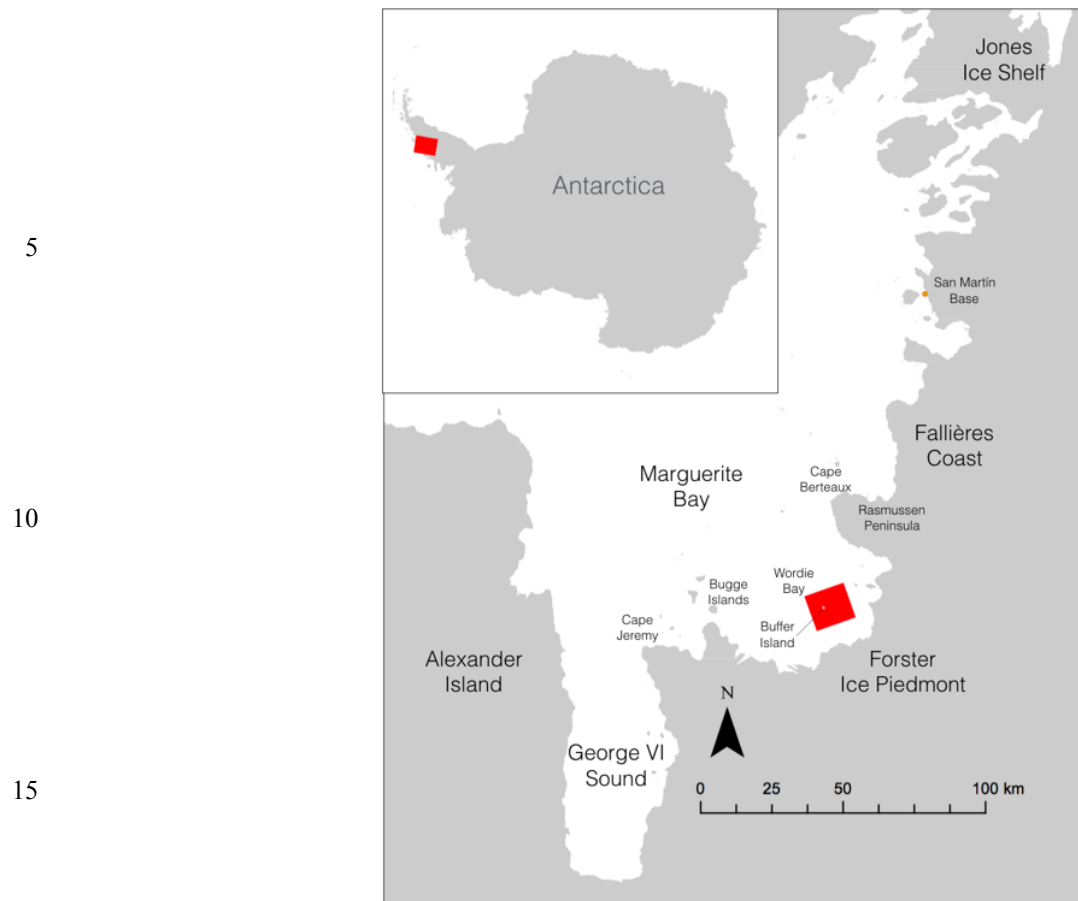 Jones
Ice Shelf
Antarctica
5
San Martín
Base
Fallières
Coast
Marguerite
Bay
Cape
Berteaux
10
Rasmussen
Peninsula
Wordie
Bay
Bugge
Islands
Cape
Jeremy
Buffer
Island
Alexander
Island
Forster
Ice Piedmont
N
George VI
Sound
15
0 25 50 100 km